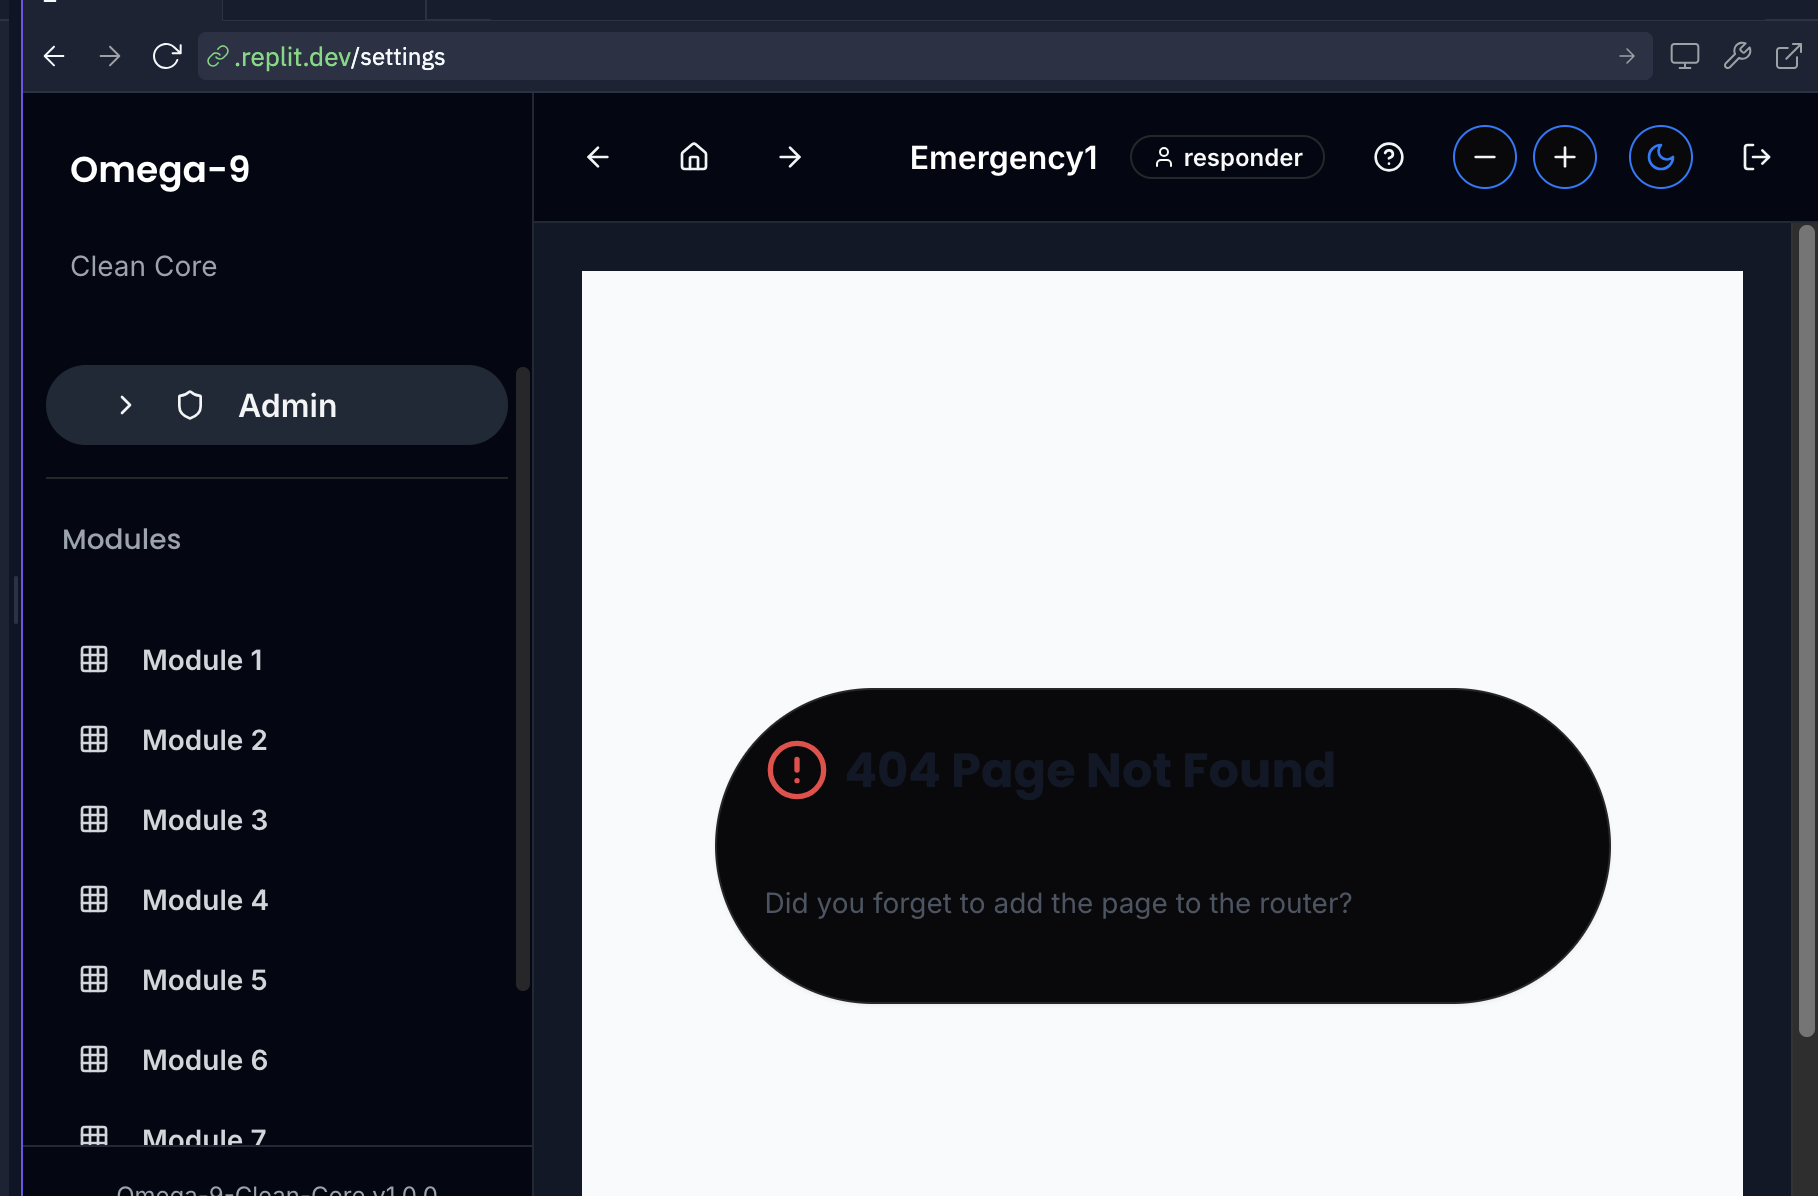 .replit.dev/settings
Omega-9
Clean Core
Admin
Modules
Module 1
Module 2
Module 3
Module 4
Module 5
Module 6
Module 7
Omega-9-Clean-Core v1.0.0
Emergency1
responder
404 Page Not Found
Did you forget to add the page to the router?